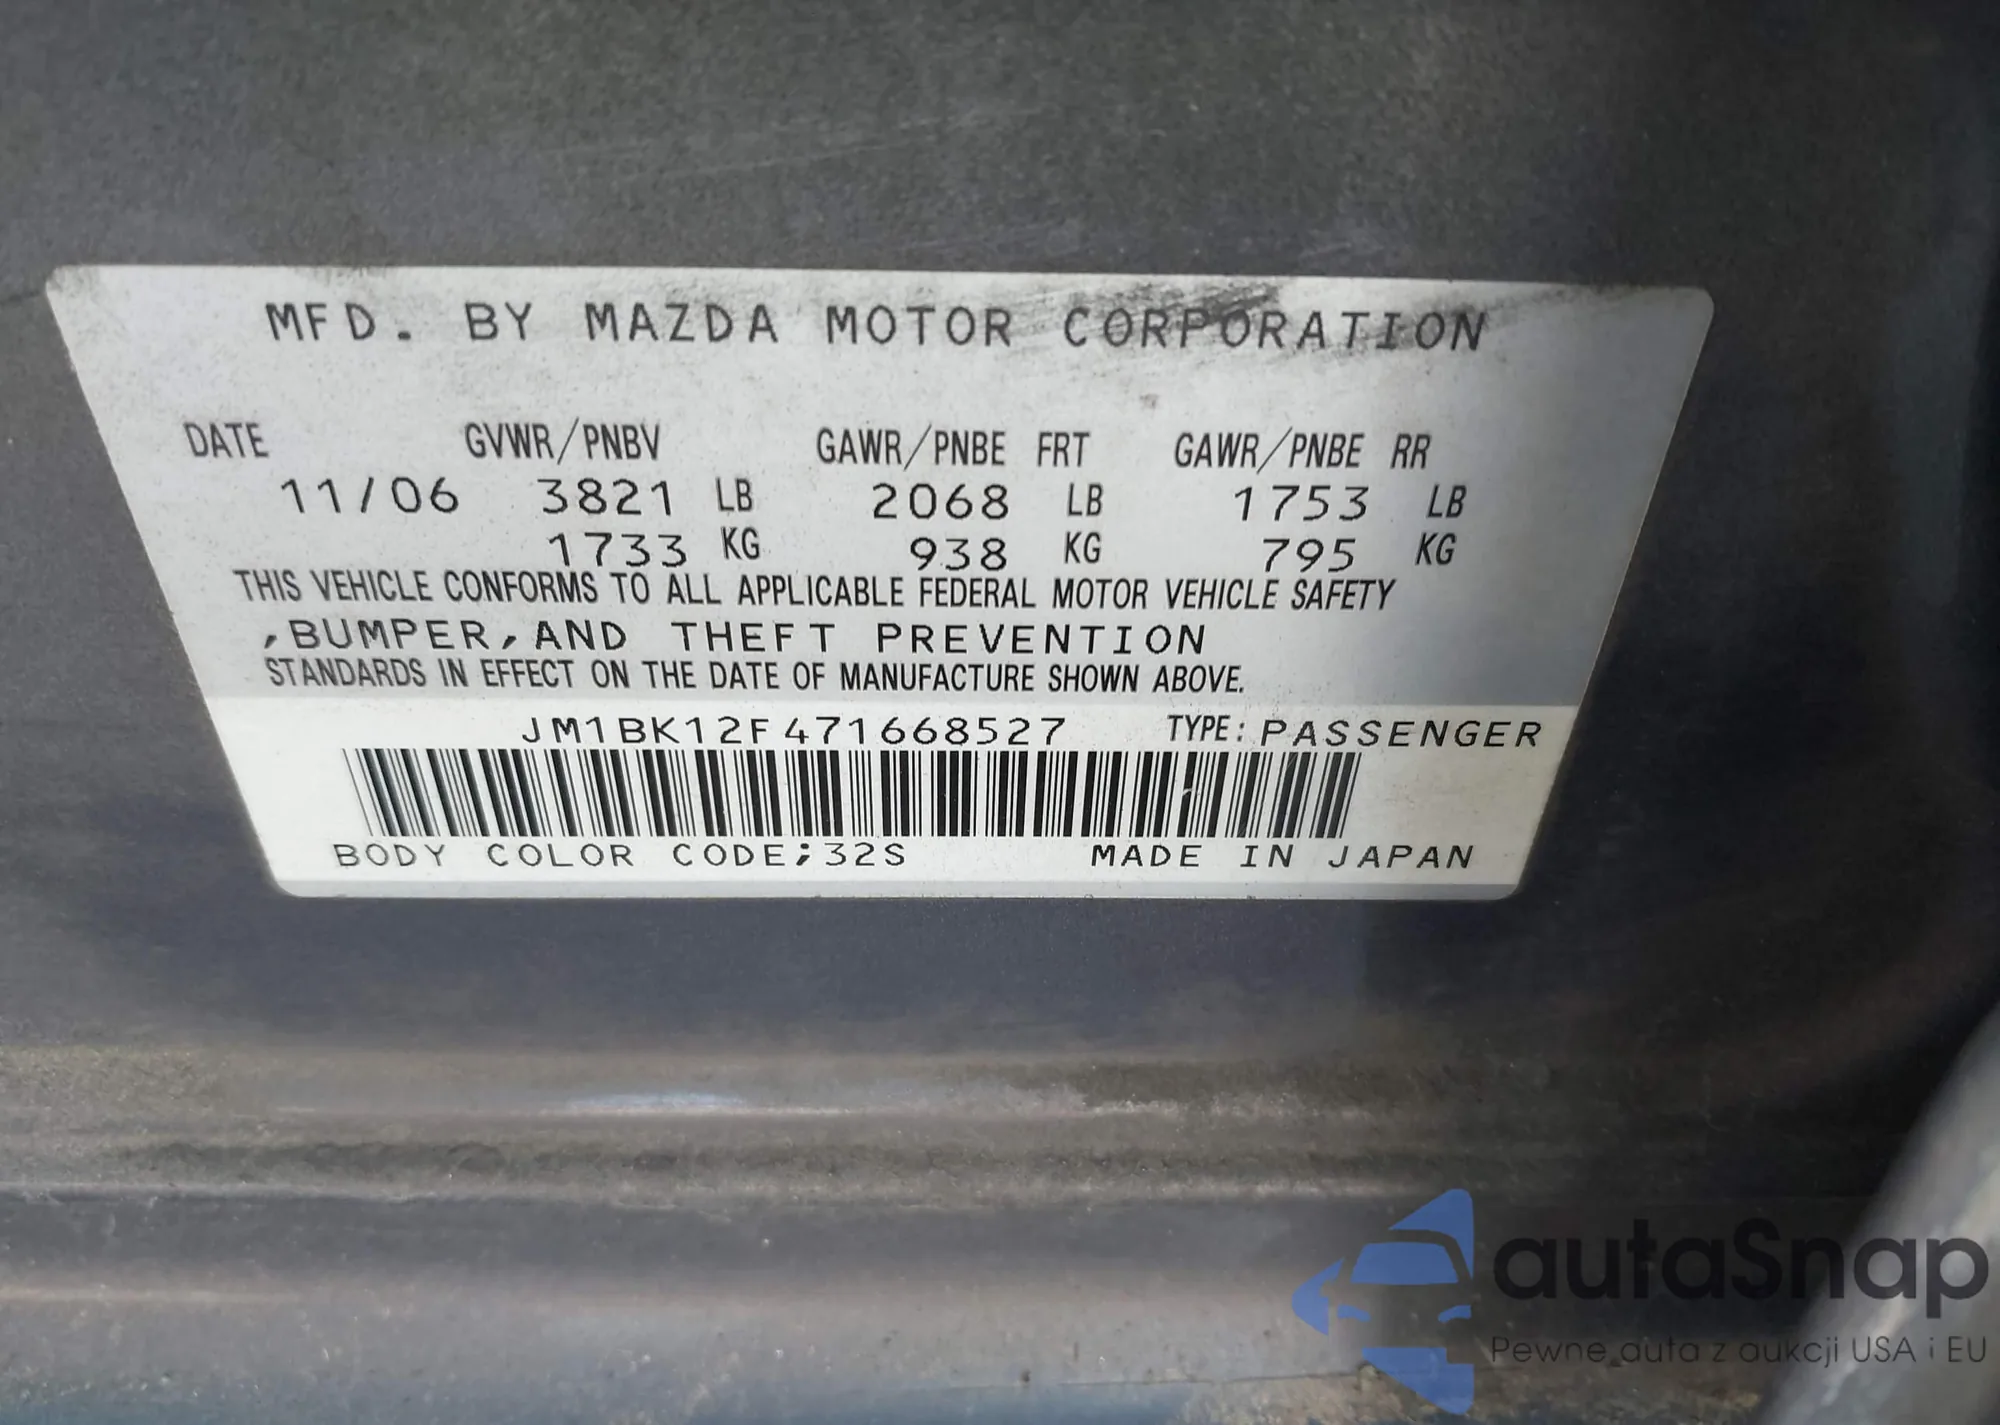 MFD. BY MAZDA MOTOR CORPORATION
DATE GVWR/PNBV GAWR/PNBE FRT GAWR/PNBE RR
11/06 3821 LB 2068 LB 1753 LB
1733 KG 938 KG 795 KG
THIS VEHICLE CONFORMS TO ALL APPLICABLE FEDERAL MOTOR VEHICLE SAFETY
,BUMPER,AND THEFT PREVENTION
STANDARDS IN EFFECT ON THE DATE OF MANUFACTURE SHOWN ABOVE.
JM1BK12F471668527 TYPE: PASSENGER
BODY COLOR CODE;32S MADE IN JAPAN
autaSnap
Pewne auta z aukcji USA i EU